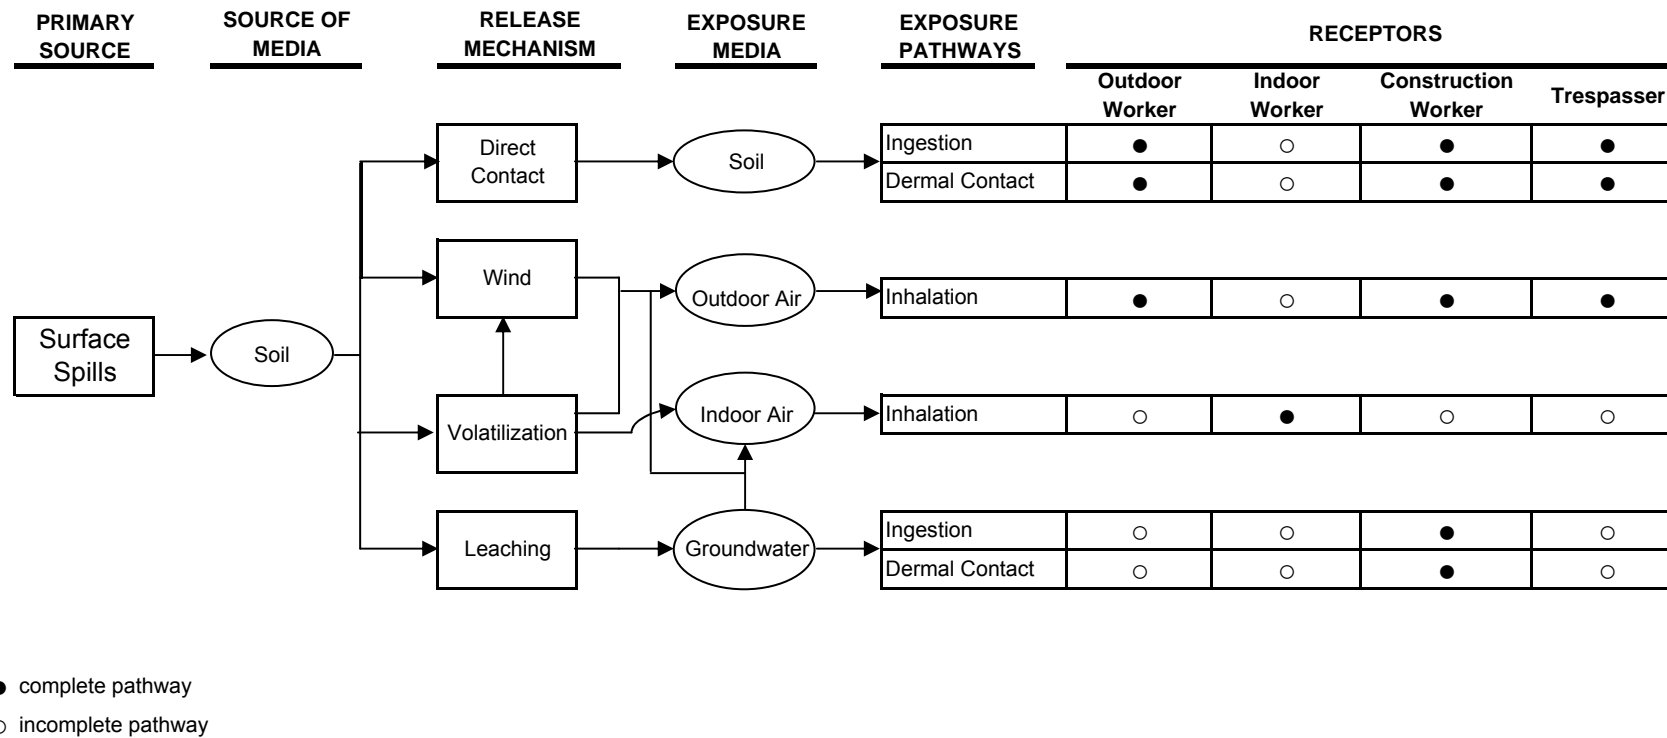 PRIMARY
SOURCE
SOURCE OF
MEDIA
RELEASE
MECHANISM
EXPOSURE
MEDIA
EXPOSURE
PATHWAYS
RECEPTORS
Outdoor
Worker
Indoor
Worker
Construction
Worker
Trespasser
Direct
Contact
Soil
Ingestion ● ○ ● ●
Dermal Contact ● ○ ● ●
Wind
Outdoor Air
Inhalation ● ○ ● ●
Surface
Spills
Soil
Volatilization
Indoor Air
Inhalation ○ ● ○ ○
Leaching
Groundwater
Ingestion ○ ○ ● ○
Dermal Contact ○ ○ ● ○
● complete pathway
○ incomplete pathway